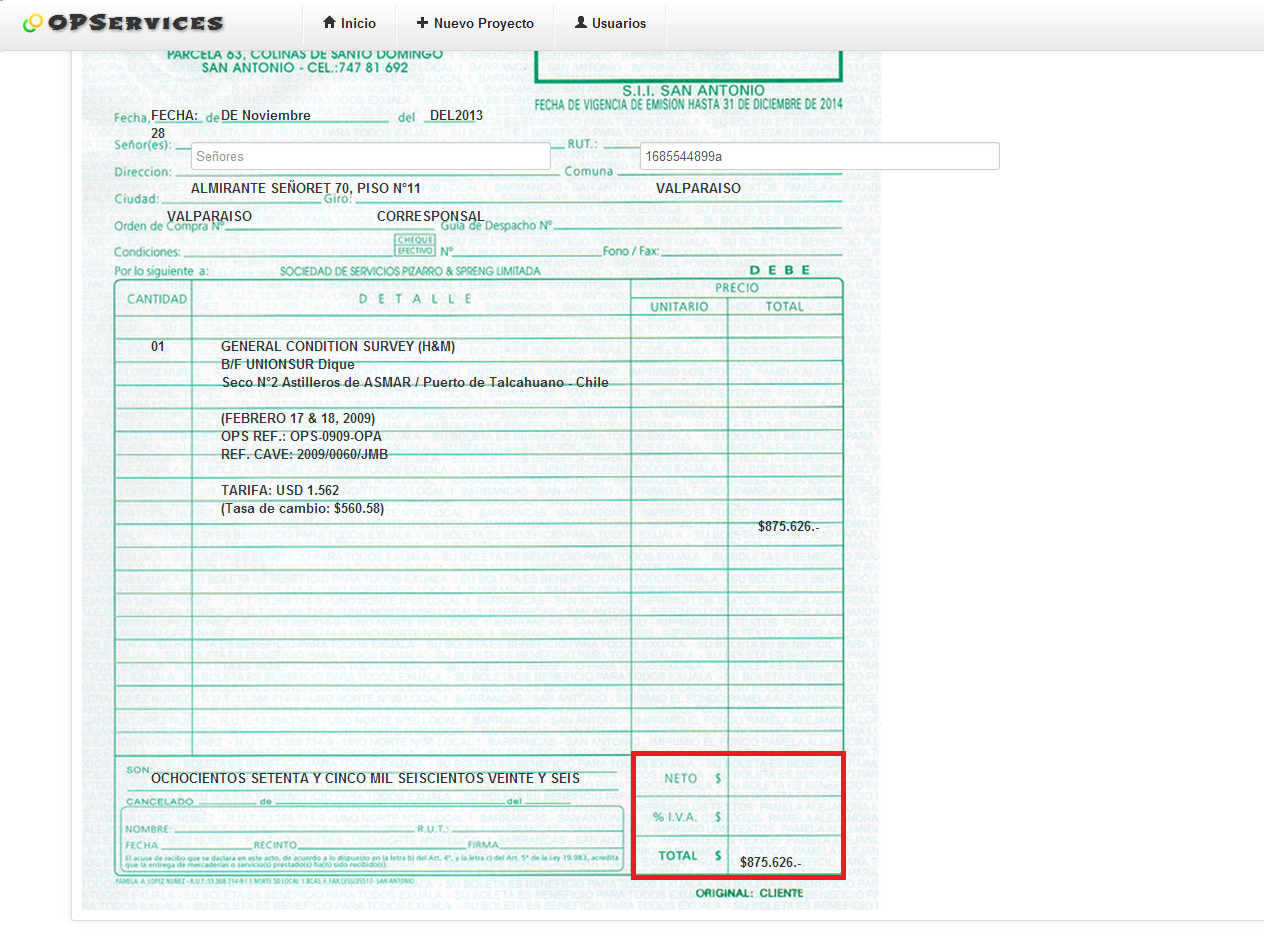 OPServices Inicio Nuevo Proyecto Usuarios
PARCELA 63, COLINAS DE SANTO DOMINGO
SAN ANTONIO - CEL.:747 81 692
S.I.I. SAN ANTONIO
FECHA DE VIGENCIA DE EMISION HASTA 31 DE DICIEMBRE DE 2014
Fecha, FECHA: de DE Noviembre del DEL2013
28
Señor(es): Señores RUT.: 1685544899a
Direccion: Comuna
ALMIRANTE SEÑORET 70, PISO N°11 VALPARAISO
Ciudad: Giro:
VALPARAISO CORRESPONSAL
Orden de Compra Nº Guía de Despacho Nº
Condiciones: CHEQUE EFECTIVO Nº Fono / Fax:
Por lo siguiente a: SOCIEDAD DE SERVICIOS PIZARRO & SPRENG LIMITADA DEBE
CANTIDAD DETALLE PRECIO
UNITARIO TOTAL
01 GENERAL CONDITION SURVEY (H&M)
B/F UNIONSUR Dique
Seco N°2 Astilleros de ASMAR / Puerto de Talcahuano - Chile
(FEBRERO 17 & 18, 2009)
OPS REF.: OPS-0909-OPA
REF. CAVE: 2009/0060/JMB
TARIFA: USD 1.562
(Tasa de cambio: $560.58)
$875.626.-
SON:
OCHOCIENTOS SETENTA Y CINCO MIL SEISCIENTOS VEINTE Y SEIS
NETO $
CANCELADO de del
% I.V.A. $
NOMBRE: R.U.T.:
FECHA RECINTO FIRMA
TOTAL $ $875.626.-
El acuse de recibo que se declara en este acto, de acuerdo a lo dispuesto en la letra b) del Art. 4°, y la letra c) del Art. 5° de la Ley 19.983, acredita
que la entrega de mercaderías o servicio(s) prestado(s) ha(n) sido recibido(s).
ORIGINAL: CLIENTE